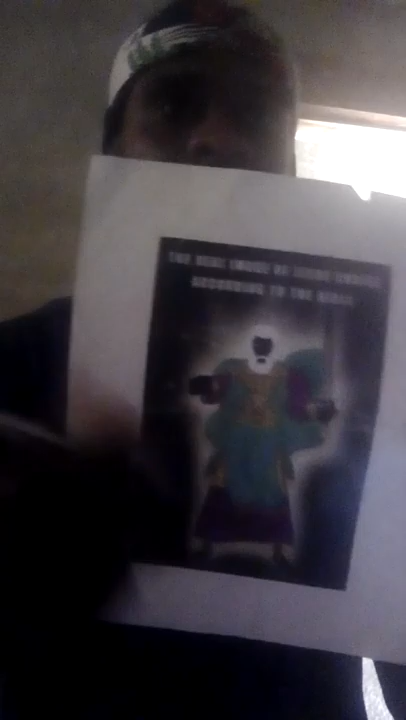 THE REAL IMAGE OF JESUS CHRIST
ACCORDING TO THE BIBLE